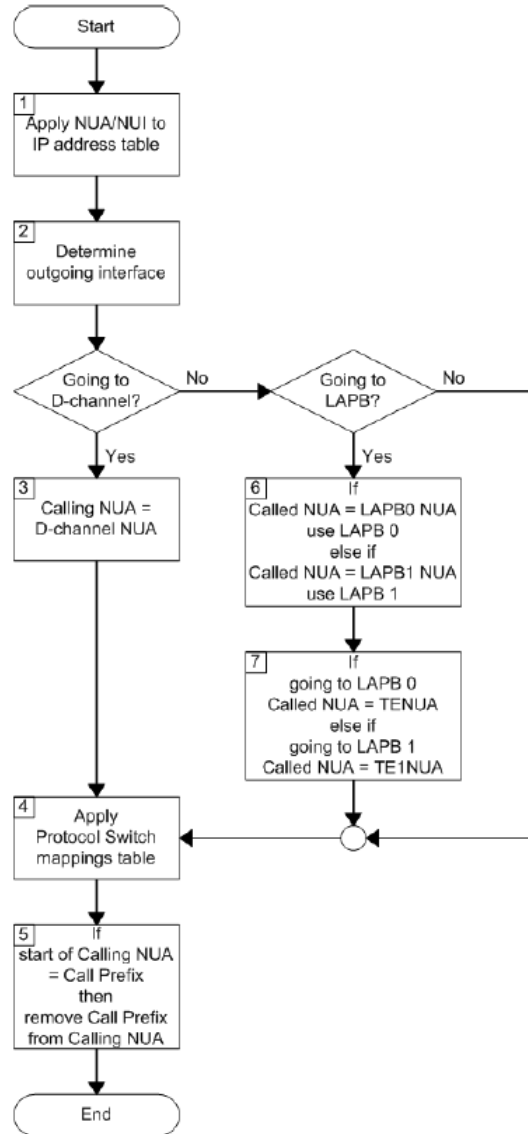 Start
1
Apply NUA/NUI to
IP address table
2
Determine
outgoing interface
Going to
D-channel?
No
Going to
LAPB?
No
Yes
Yes
3
Calling NUA =
D-channel NUA
6
If
Called NUA = LAPB0 NUA
use LAPB 0
else if
Called NUA = LAPB1 NUA
use LAPB 1
7
If
going to LAPB 0
Called NUA = TENUA
else if
going to LAPB 1
Called NUA = TE1NUA
4
Apply
Protocol Switch
mappings table
5
If
start of Calling NUA
= Call Prefix
then
remove Call Prefix
from Calling NUA
End